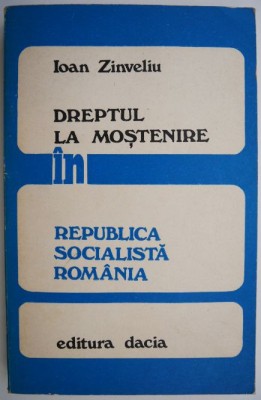 Ioan Zinveliu
DREPTUL
LA MOȘTENIRE
în
REPUBLICA
SOCIALISTĂ
ROMÂNIA
editura dacia